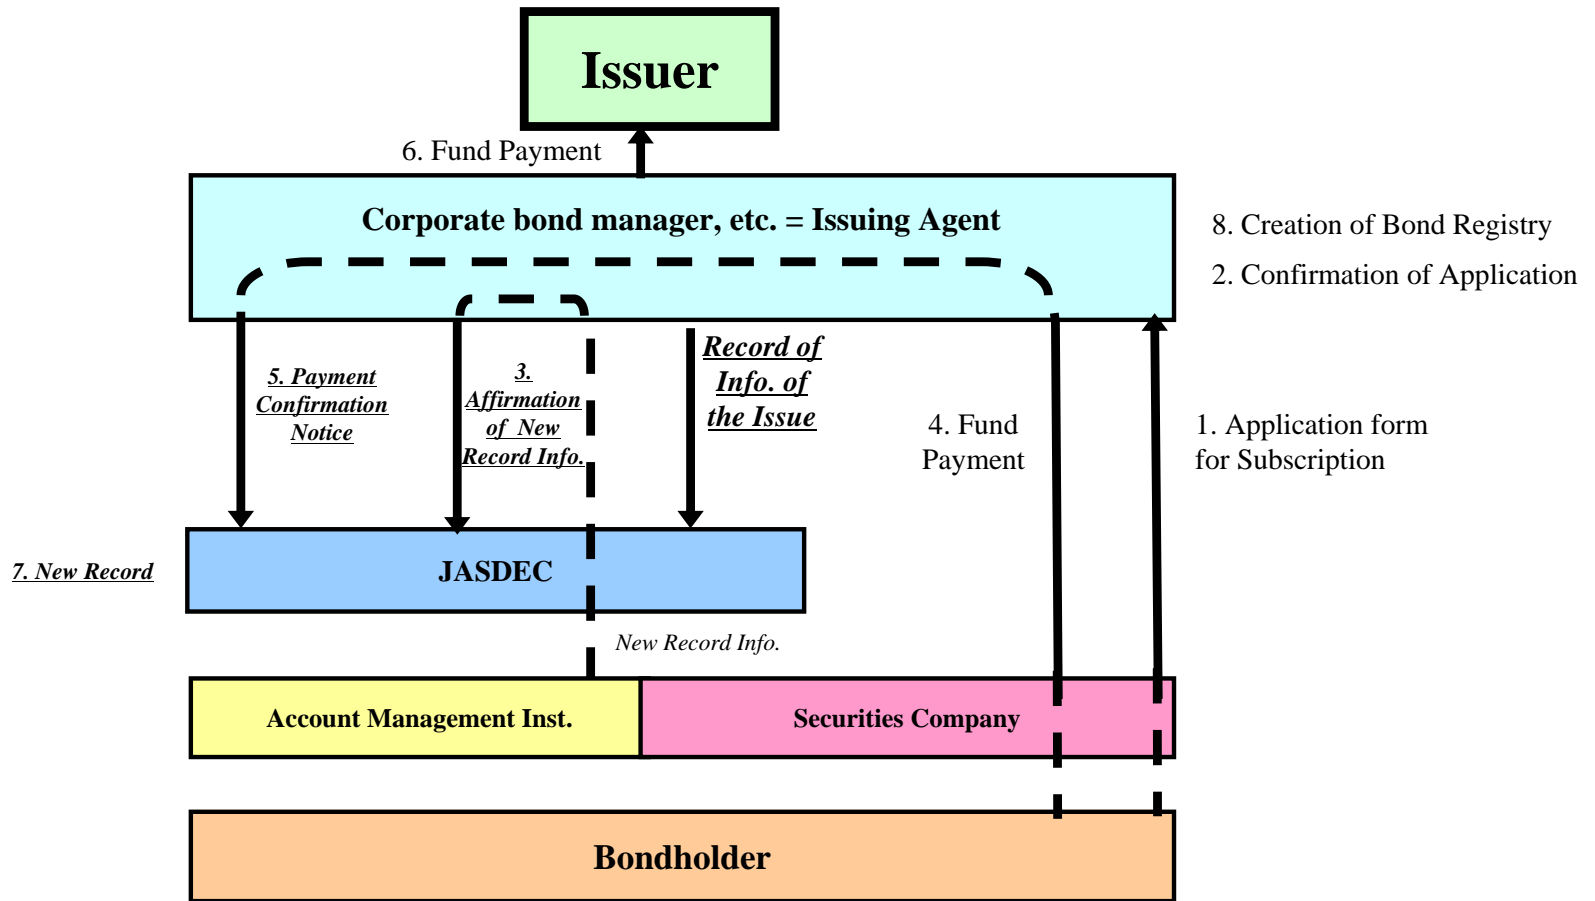 Issuer
6. Fund Payment
Corporate bond manager, etc. = Issuing Agent
8. Creation of Bond Registry
2. Confirmation of Application
5. Payment
Confirmation
Notice
3.
Affirmation
of New
Record Info.
Record of
Info. of
the Issue
4. Fund
Payment
1. Application form
for Subscription
7. New Record
JASDEC
New Record Info.
Account Management Inst.
Securities Company
Bondholder